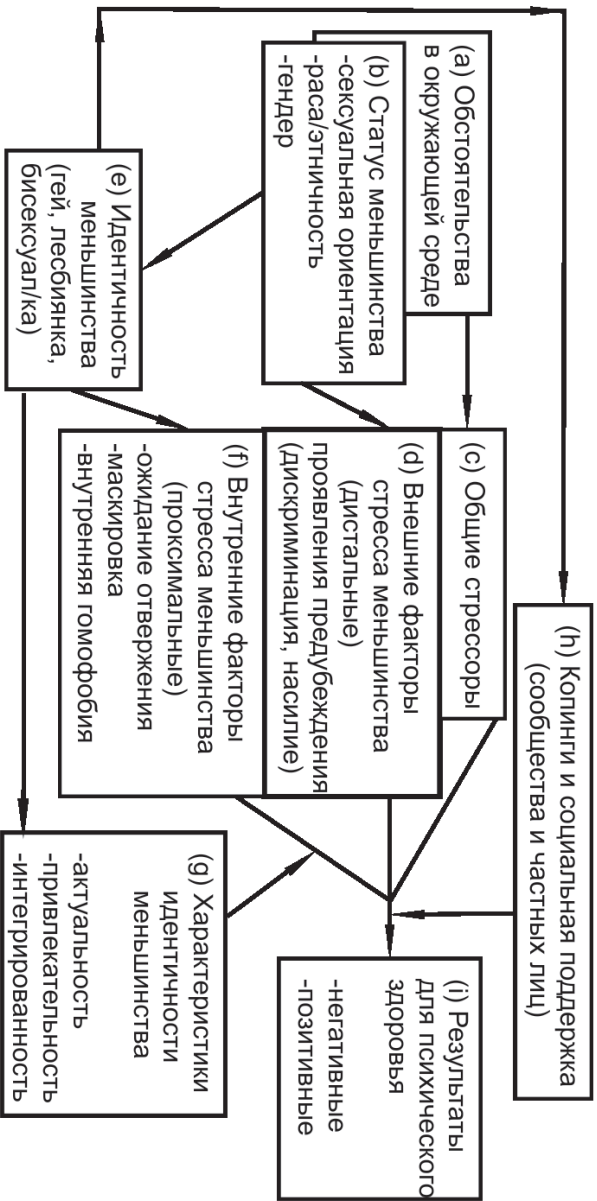 (a) Обстоятельства
в окружающей среде
(b) Статус меньшинства
-сексуальная ориентация
-раса/этничность
-гендер
(c) Общие стрессоры
(d) Внешние факторы
стресса меньшинства
(дистальные)
проявления предубеждения
(дискриминация, насилие)
(e) Идентичность
меньшинства
(гей, лесбиянка,
бисексуал/ка)
(f) Внутренние факторы
стресса меньшинства
(проксимальные)
-ожидание отвержения
-маскировка
-внутренняя гомофобия
(g) Характеристики
идентичности
меньшинства
-актуальность
-привлекательность
-интегрированность
(h) Копинги и социальная поддержка
(сообщества и частных лиц)
(i) Результаты
для психического
здоровья
-негативные
-позитивные